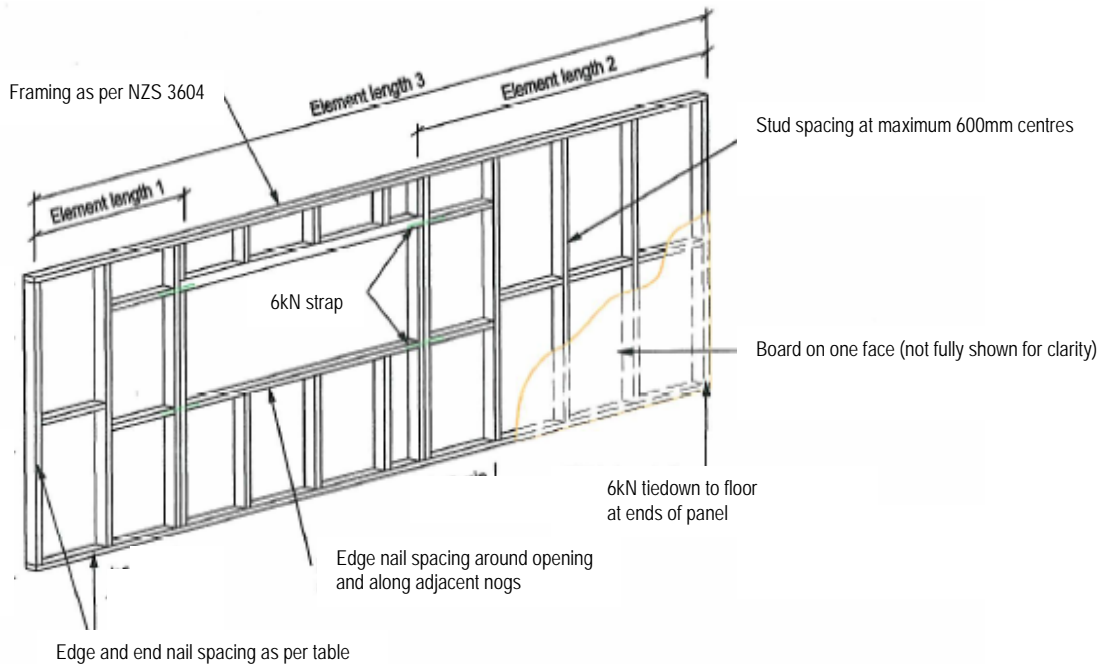 Framing as per NZS 3604
Element length 3
Element length 2
Element length 1
Stud spacing at maximum 600mm centres
6kN strap
Board on one face (not fully shown for clarity)
6kN tiedown to floor
at ends of panel
Edge nail spacing around opening
and along adjacent nogs
Edge and end nail spacing as per table